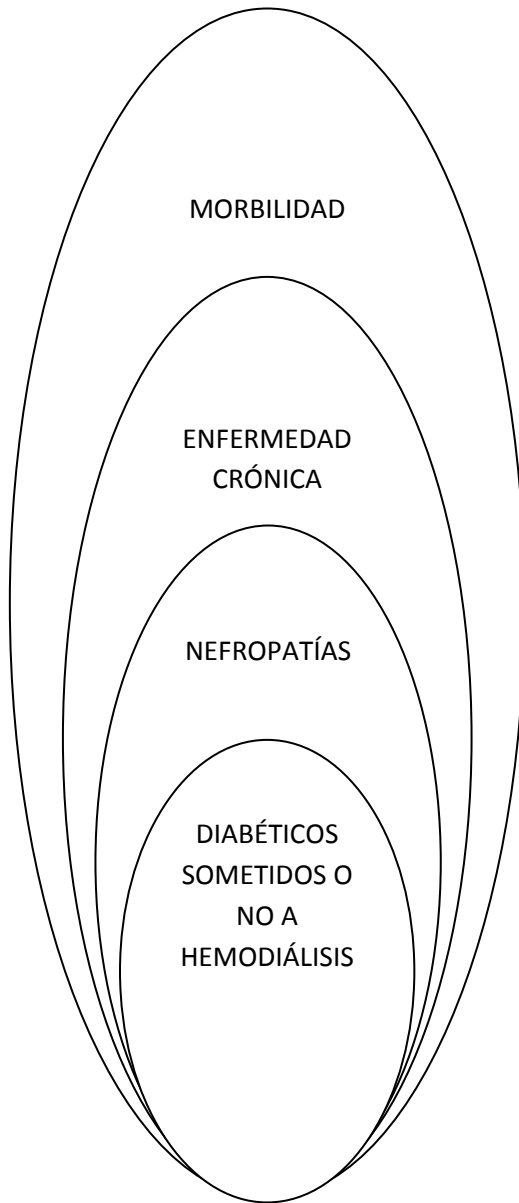 MORBILIDAD
ENFERMEDAD
CRÓNICA
NEFROPATÍAS
DIABÉTICOS
SOMETIDOS O
NO A
HEMODIÁLISIS